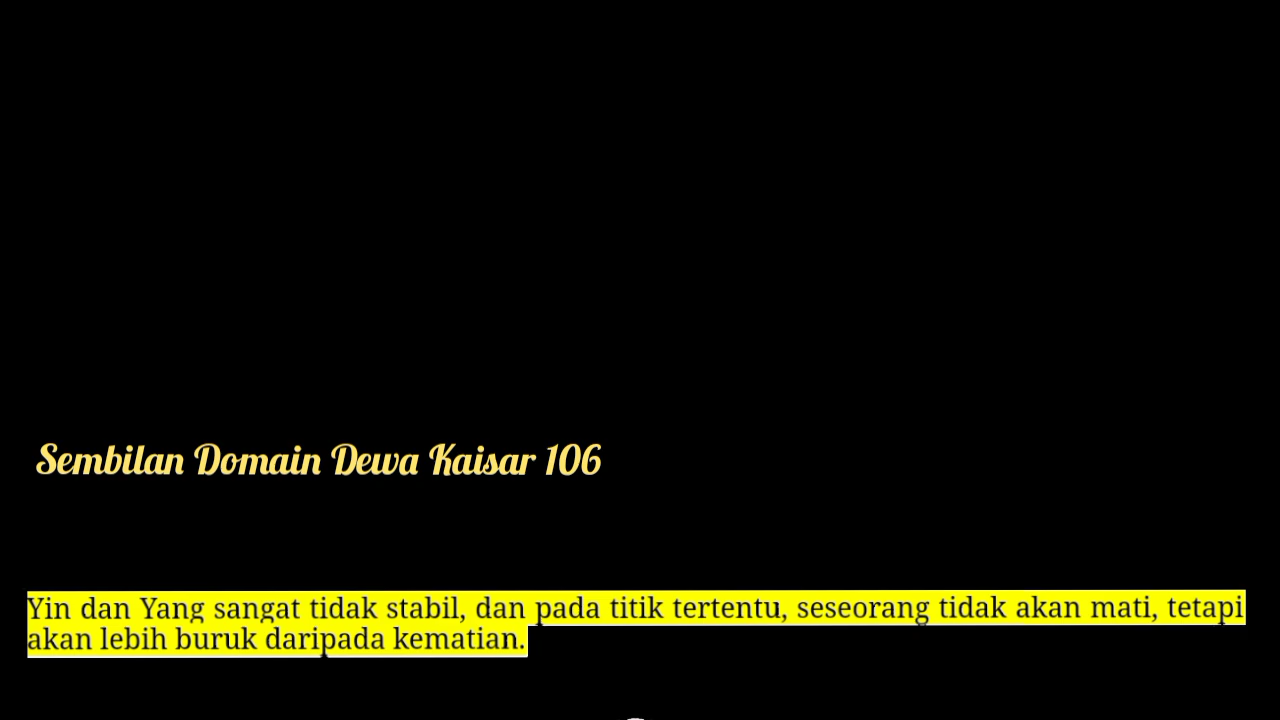 Sembilan Domain Dewa Kaisar 106
Yin dan Yang sangat tidak stabil, dan pada titik tertentu, seseorang tidak akan mati, tetapi
akan lebih buruk daripada kematian.